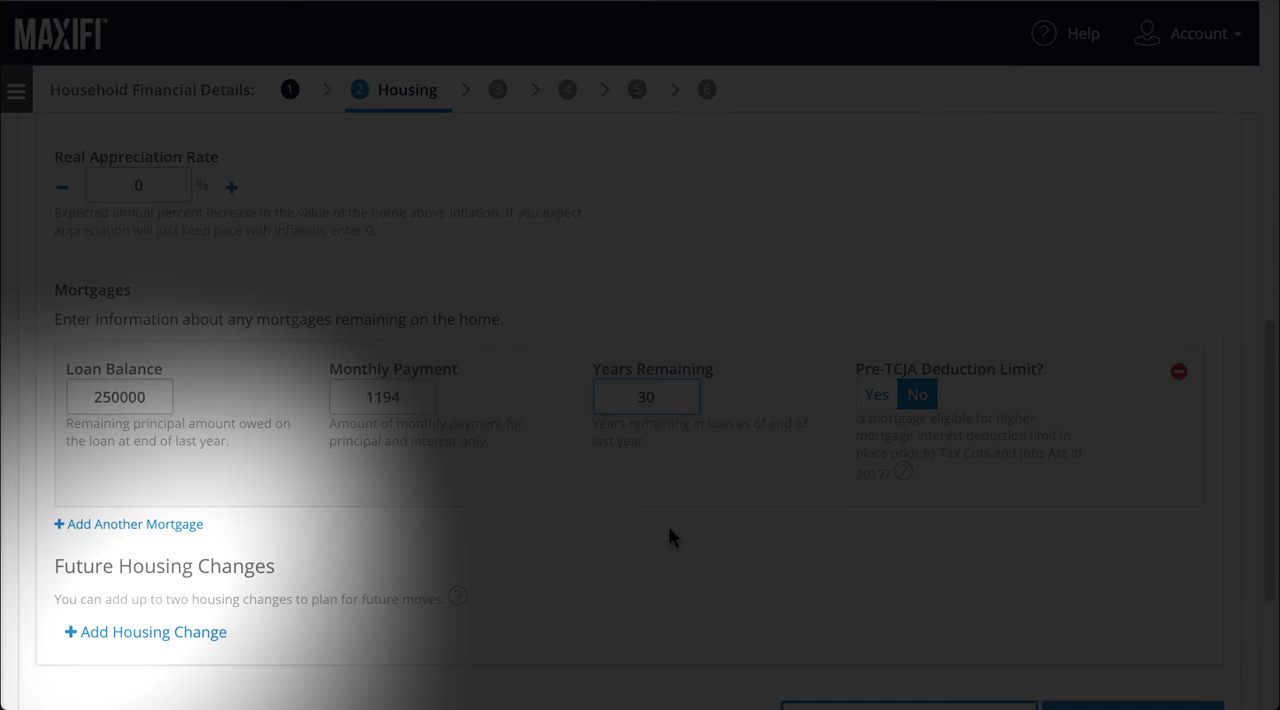 MAXIFI
Help
Account
Household Financial Details:
1
2 Housing
3
4
5
6
Real Appreciation Rate
0 %
Expected annual percent increase in the value of the home above inflation. If you expect
appreciation will just keep pace with inflation, enter 0.
Mortgages
Enter information about any mortgages remaining on the home.
Loan Balance
250000
Remaining principal amount owed on
the loan at end of last year.
Monthly Payment
1194
Amount of monthly payment for
principal and interest only.
Years Remaining
30
Years remaining in loan as of end of
last year.
Pre-TCJA Deduction Limit?
Yes No
Is mortgage eligible for higher
mortgage interest deduction limit in
place prior to Tax Cuts and Jobs Act of
2017?
+ Add Another Mortgage
Future Housing Changes
You can add up to two housing changes to plan for future moves.
+ Add Housing Change